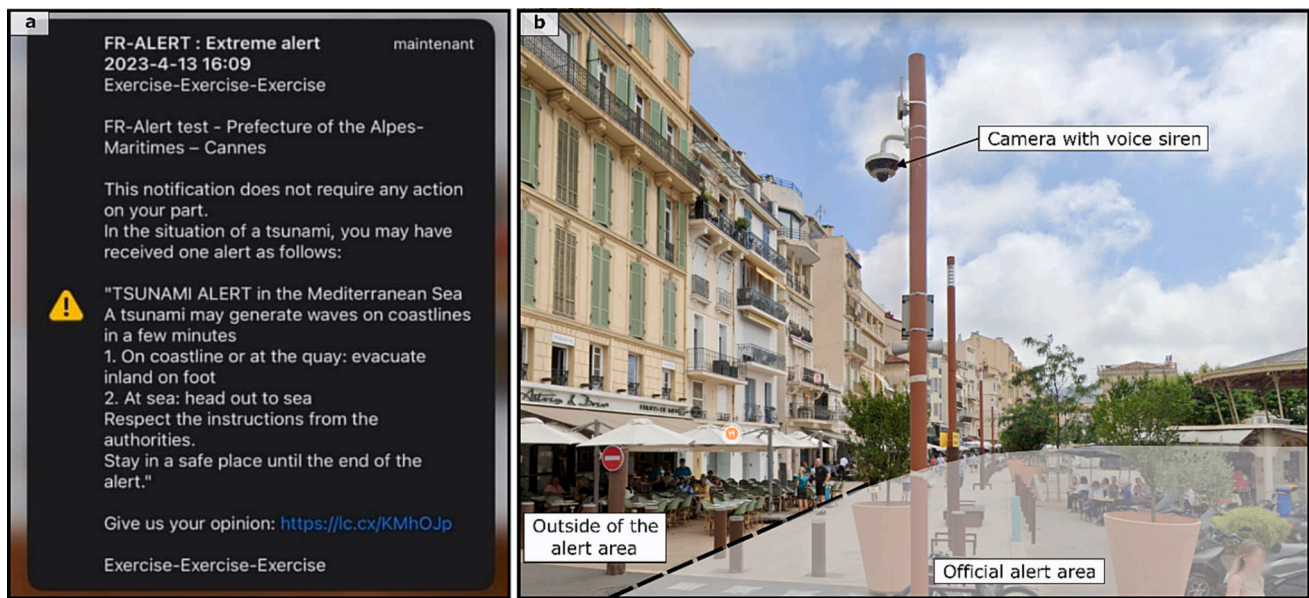 a
FR-ALERT : Extreme alert
maintenant
2023-4-13 16:09
Exercise-Exercise-Exercise
FR-Alert test - Prefecture of the Alpes-
Maritimes – Cannes
This notification does not require any action
on your part.
In the situation of a tsunami, you may have
received one alert as follows:
"TSUNAMI ALERT in the Mediterranean Sea
A tsunami may generate waves on coastlines
in a few minutes
1. On coastline or at the quay: evacuate
inland on foot
2. At sea: head out to sea
Respect the instructions from the
authorities.
Stay in a safe place until the end of the
alert."
Give us your opinion: https://lc.cx/KMhOJp
Exercise-Exercise-Exercise
b
Camera with voice siren
Outside of the
alert area
Official alert area